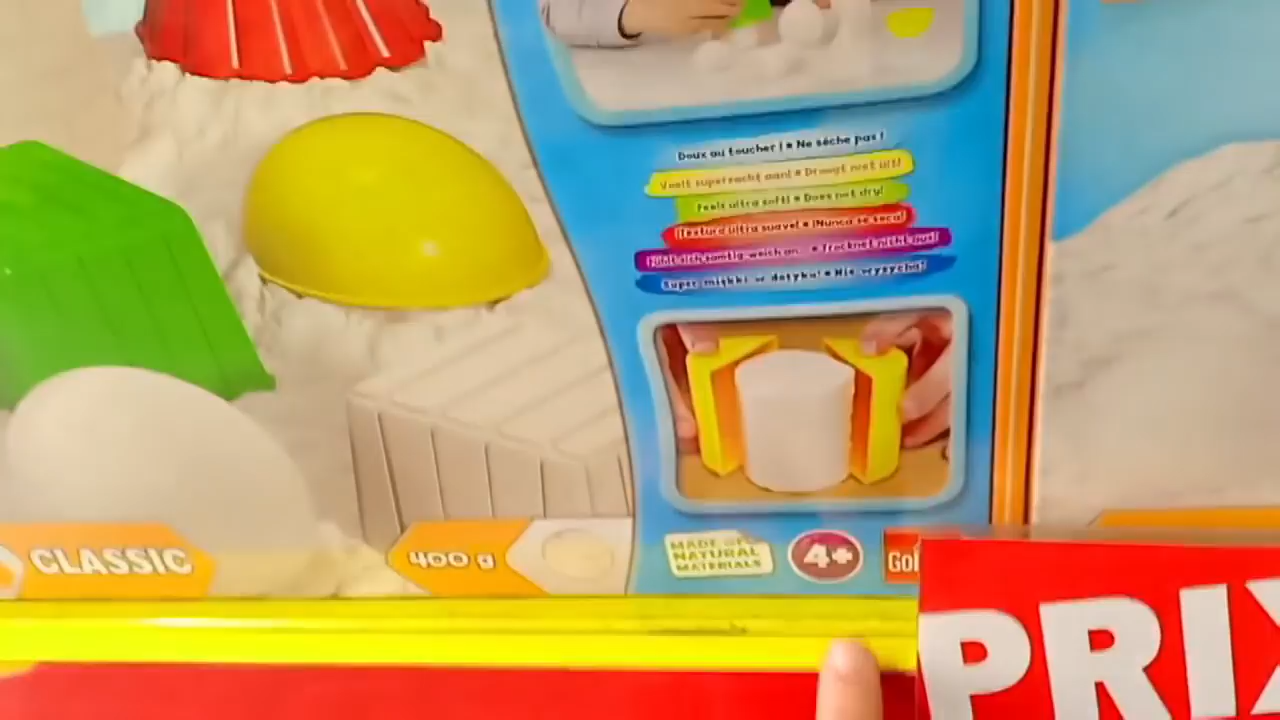 Doux au toucher ! • Ne sèche pas !
Voelt superzacht aan! • Droogt niet uit!
Feels ultra soft! • Does not dry!
¡Textura ultra suave! • ¡Nunca se seca!
Fühlt sich samtig-weich an. • Trocknet nicht aus!
Super miękki w dotyku! • Nie wysycha!
CLASSIC
400 g
MADE OF
NATURAL
MATERIALS
4+
Gol
PRIX